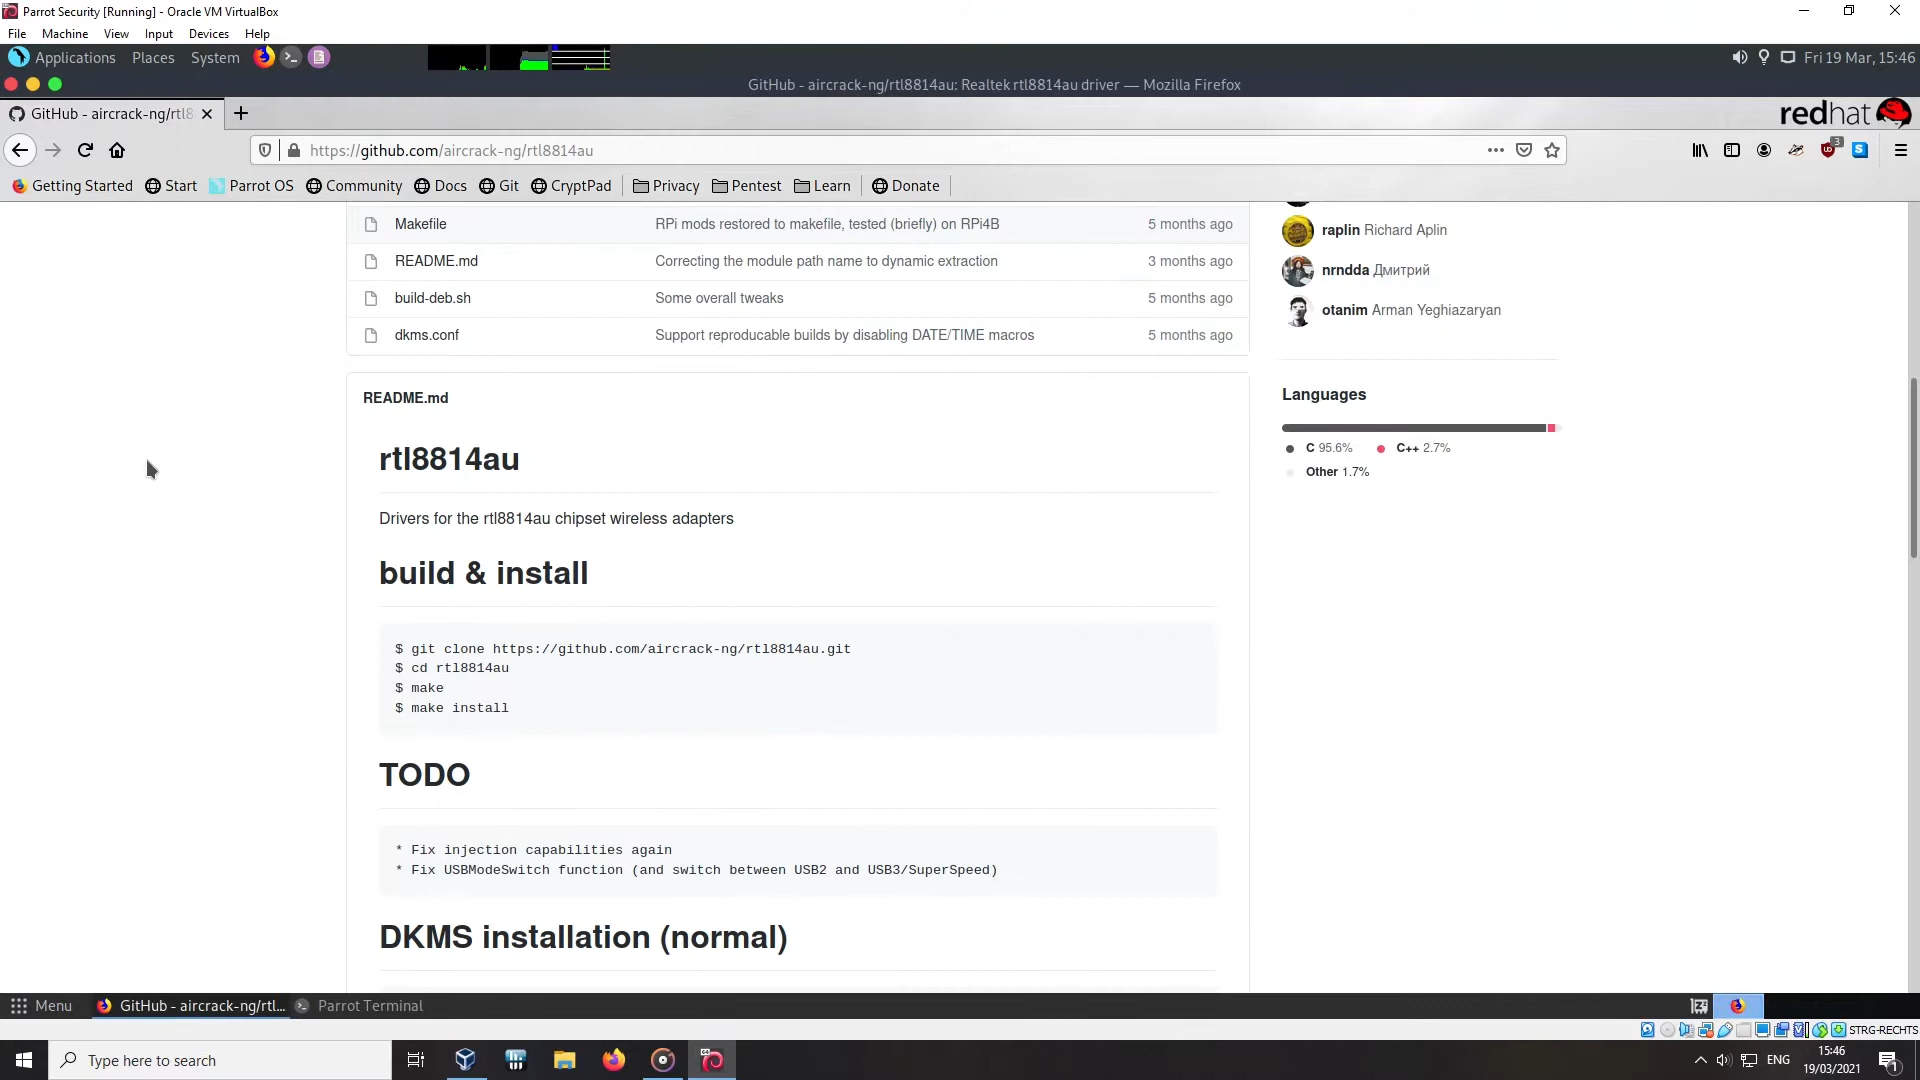 Parrot Security [Running] - Oracle VM VirtualBox
File Machine View Input Devices Help
Applications Places System Fri 19 Mar, 15:46
GitHub - aircrack-ng/rtl8814au: Realtek rtl8814au driver — Mozilla Firefox
GitHub - aircrack-ng/rtl8
redhat
https://github.com/aircrack-ng/rtl8814au
3
Getting Started Start Parrot OS Community Docs Git CryptPad Privacy Pentest Learn Donate
Makefile RPi mods restored to makefile, tested (briefly) on RPi4B 5 months ago
README.md Correcting the module path name to dynamic extraction 3 months ago
build-deb.sh Some overall tweaks 5 months ago
dkms.conf Support reproducable builds by disabling DATE/TIME macros 5 months ago
raplin Richard Aplin
nrndda Дмитрий
otanim Arman Yeghiazaryan
Languages
C 95.6% C++ 2.7%
Other 1.7%
README.md
rtl8814au
Drivers for the rtl8814au chipset wireless adapters
build & install
$ git clone https://github.com/aircrack-ng/rtl8814au.git
$ cd rtl8814au
$ make
$ make install
TODO
* Fix injection capabilities again
* Fix USBModeSwitch function (and switch between USB2 and USB3/SuperSpeed)
DKMS installation (normal)
Menu GitHub - aircrack-ng/rtl... Parrot Terminal
STRG-RECHTS
Type here to search
64
ENG
15:46
19/03/2021
1